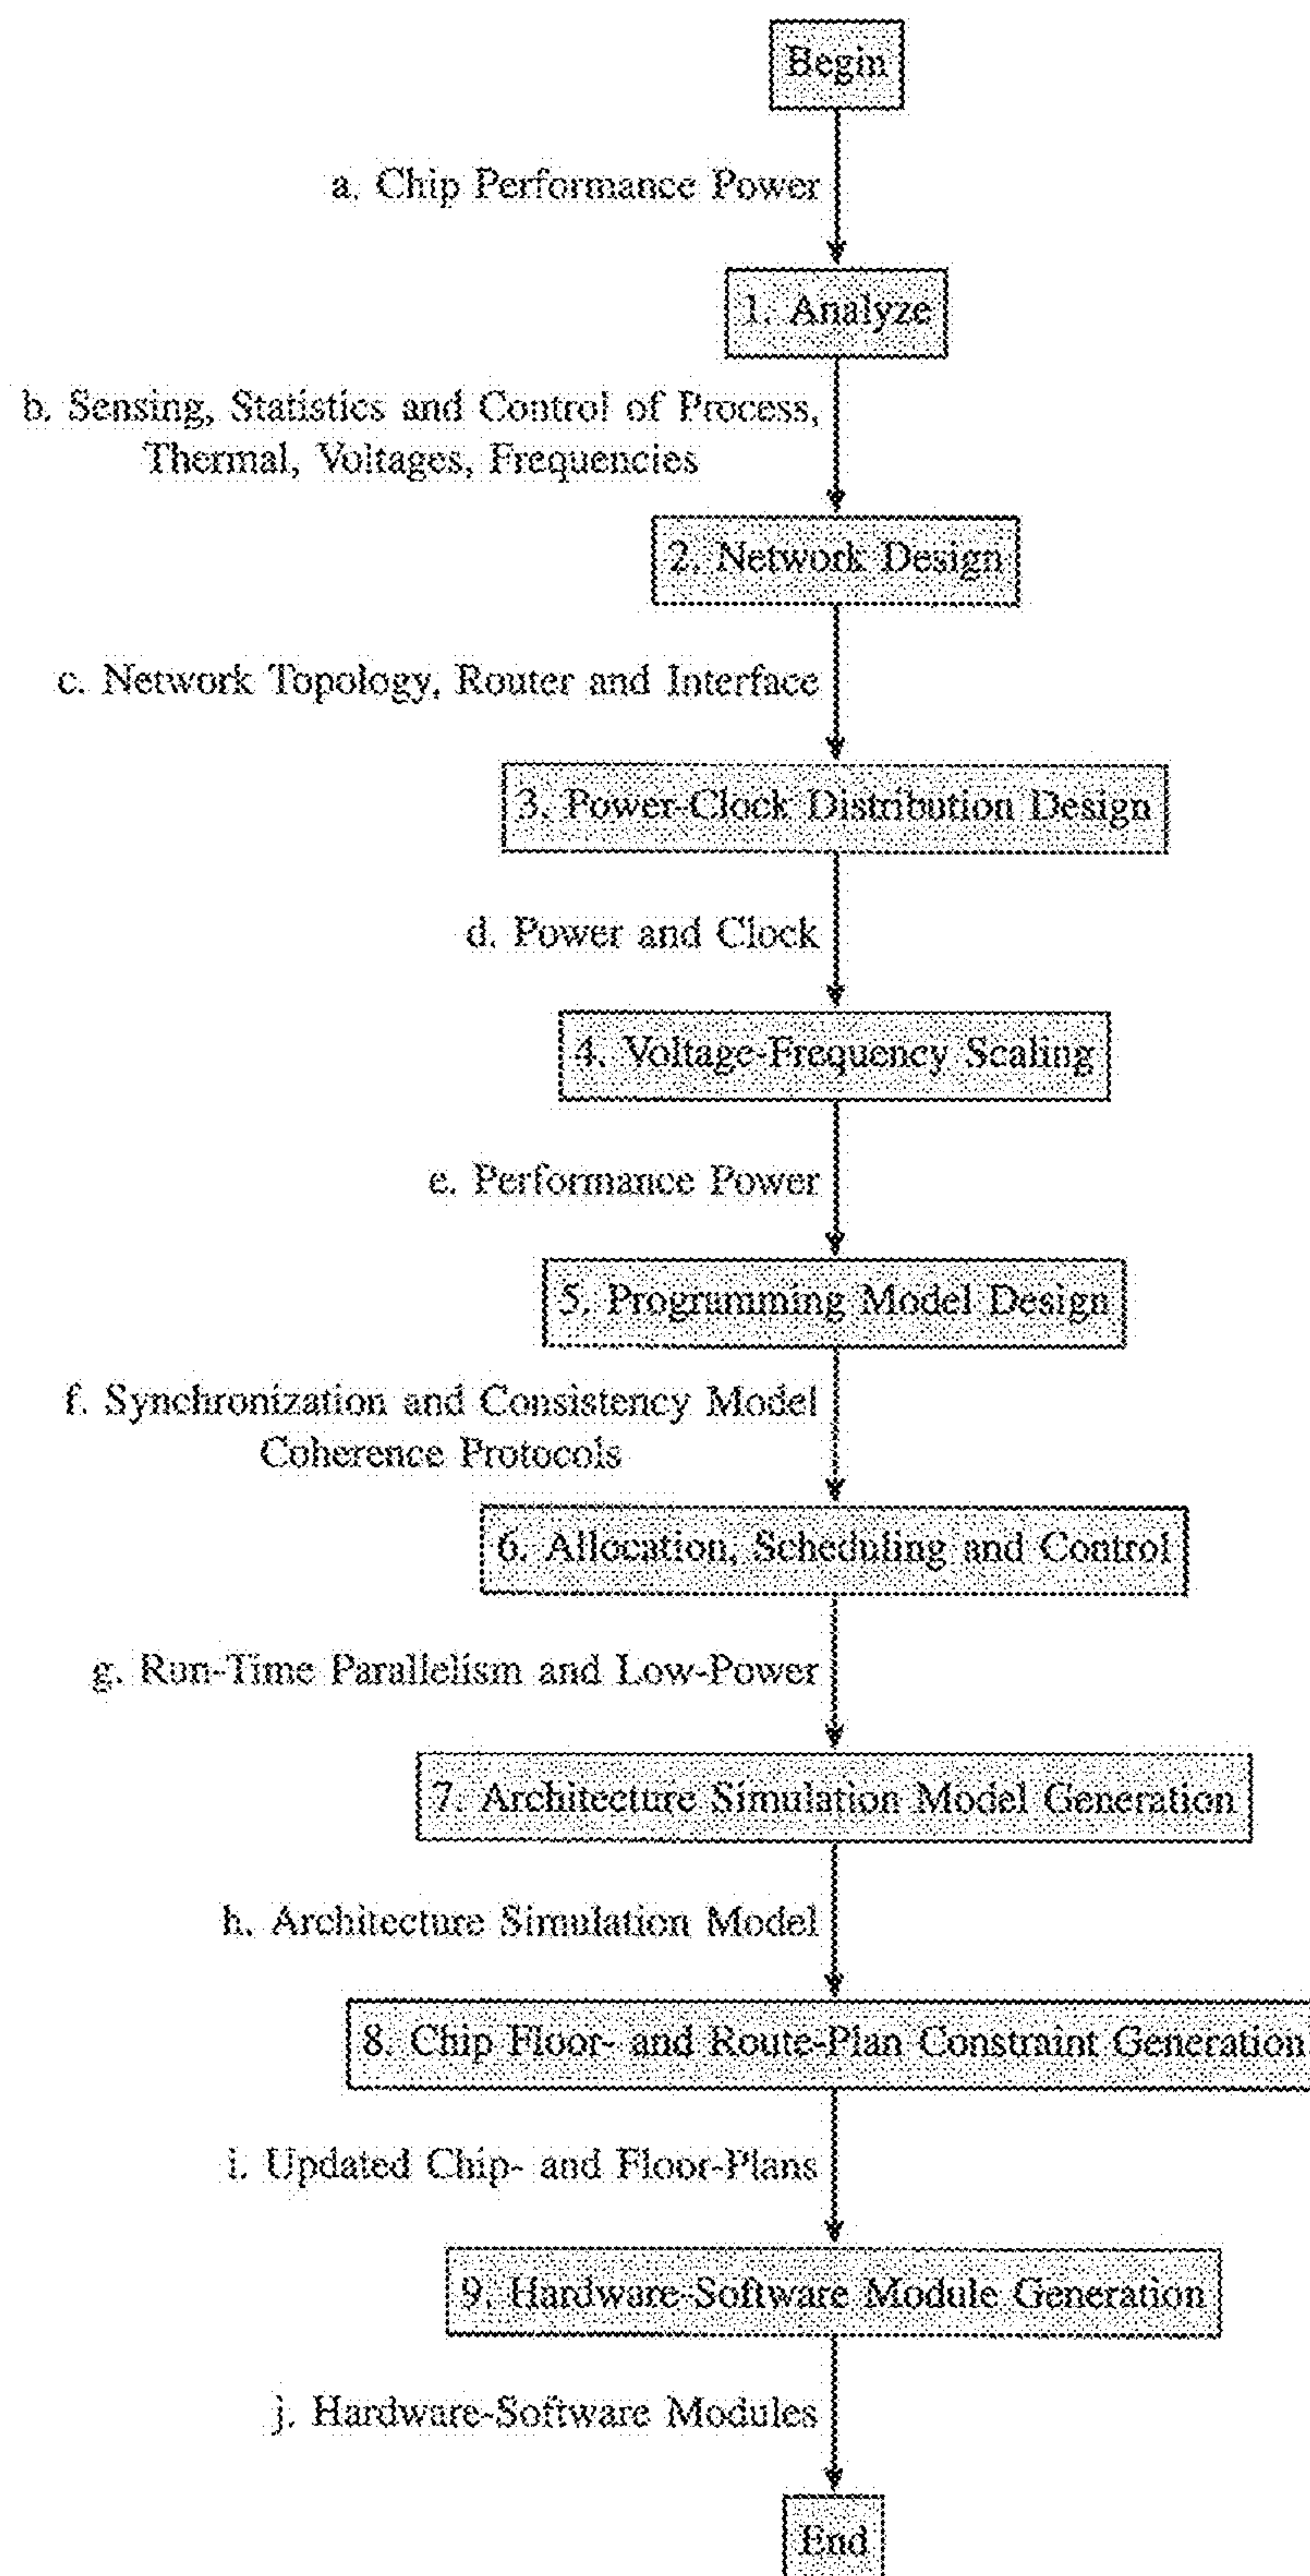 Begin
a. Chip Performance Power
1. Analyze
b. Sensing, Statistics and Control of Process,
Thermal, Voltages, Frequencies
2. Network Design
c. Network Topology, Router and Interface
3. Power-Clock Distribution Design
d. Power and Clock
4. Voltage-Frequency Scaling
e. Performance Power
5. Programming Model Design
f. Synchronization and Consistency Model
Coherence Protocols
6. Allocation, Scheduling and Control
g. Run-Time Parallelism and Low-Power
7. Architecture Simulation Model Generation
h. Architecture Simulation Model
8. Chip Floor- and Route-Plan Constraint Generation
i. Updated Chip- and Floor-Plans
9. Hardware-Software Module Generation
j. Hardware-Software Modules
End